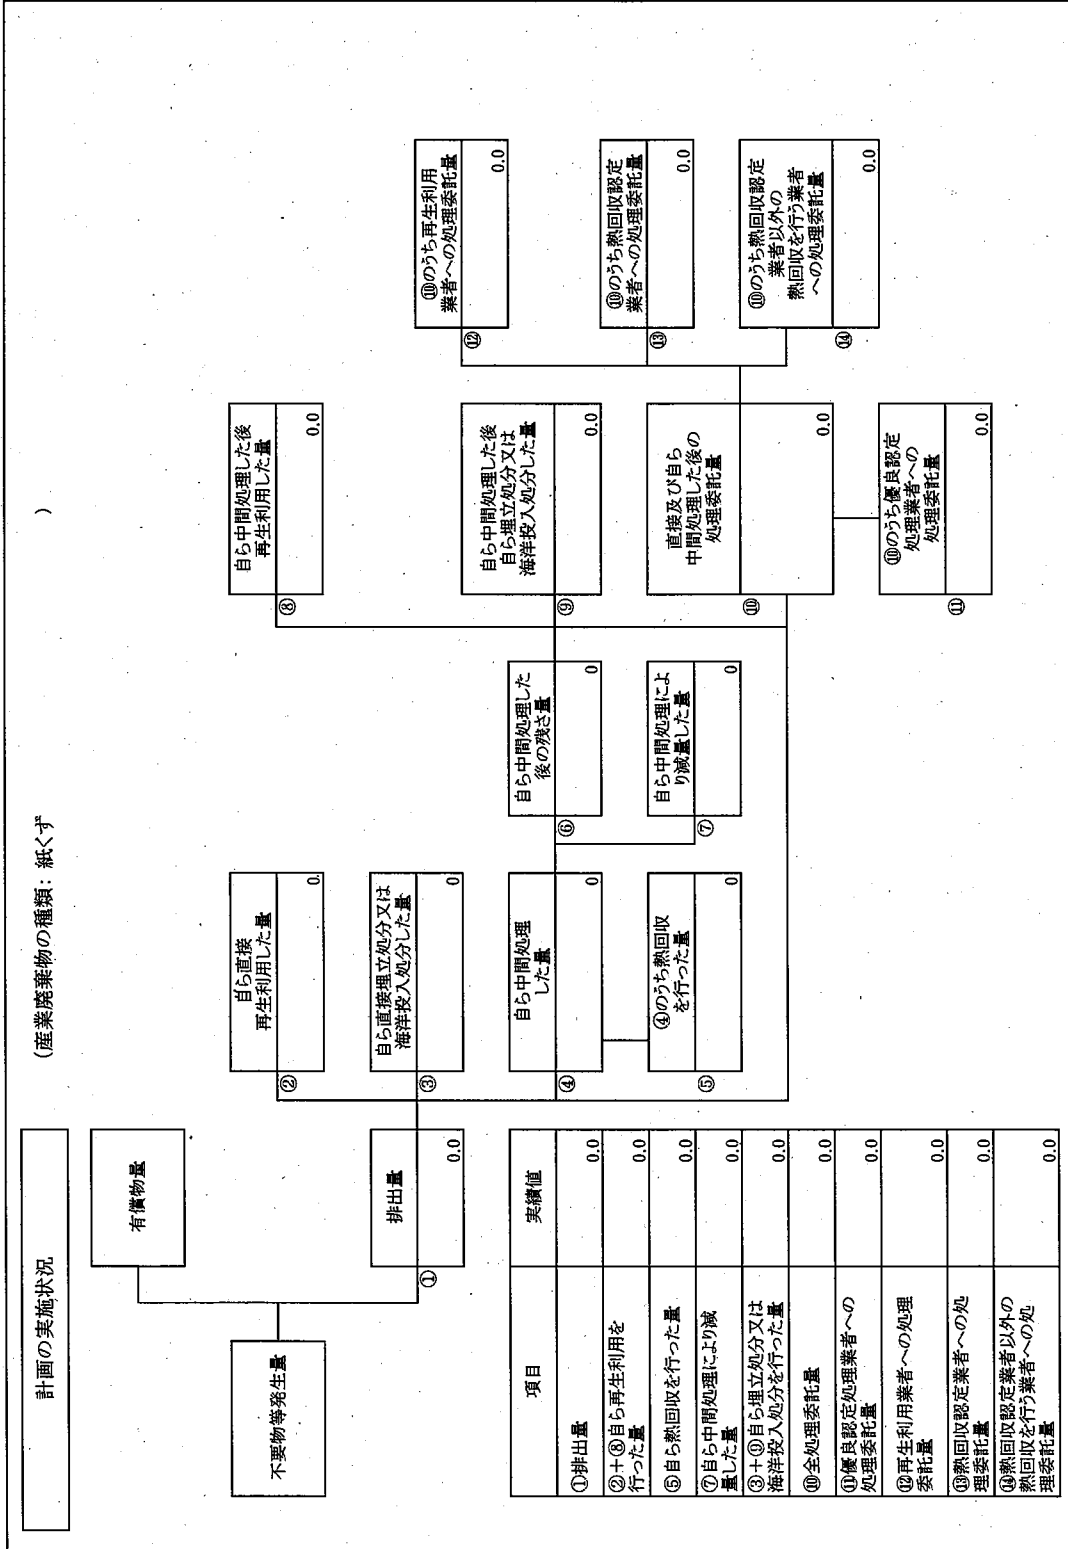 計画の実施状況
(産業廃棄物の種類: 紙くず
)
不要物等発生量
有償物量
排出量
①
0.0
自ら直接
再生利用した量
②
0
自ら直接埋立処分又は
海洋投入処分した量
③
0
自ら中間処理
した量
④
0
④のうち熱回収
を行った量
⑤
0
自ら中間処理した
後の残さ量
⑥
0
自ら中間処理によ
り減量した量
⑦
0
自ら中間処理した後
再生利用した量
⑧
0.0
自ら中間処理した後
自ら埋立処分又は
海洋投入処分した量
⑨
0.0
直接及び自ら
中間処理した後の
処理委託量
⑩
0.0
⑩のうち優良認定
処理業者への
処理委託量
⑪
0.0
⑩のうち再生利用
業者への処理委託量
⑫
0.0
⑩のうち熱回収認定
業者への処理委託量
⑬
0.0
⑩のうち熱回収認定
業者以外の
熱回収を行う業者
への処理委託量
⑭
0.0
項目 実績値
①排出量 0.0
②+⑧自ら再生利用を
行った量 0.0
⑤自ら熱回収を行った量 0.0
⑦自ら中間処理により減
量した量 0.0
③+⑨自ら埋立処分又は
海洋投入処分を行った量 0.0
⑩全処理委託量 0.0
⑪優良認定処理業者への
処理委託量 0.0
⑫再生利用業者への処理
委託量 0.0
⑬熱回収認定業者への処
理委託量 0.0
⑭熱回収認定業者以外の
熱回収を行う業者への処
理委託量 0.0